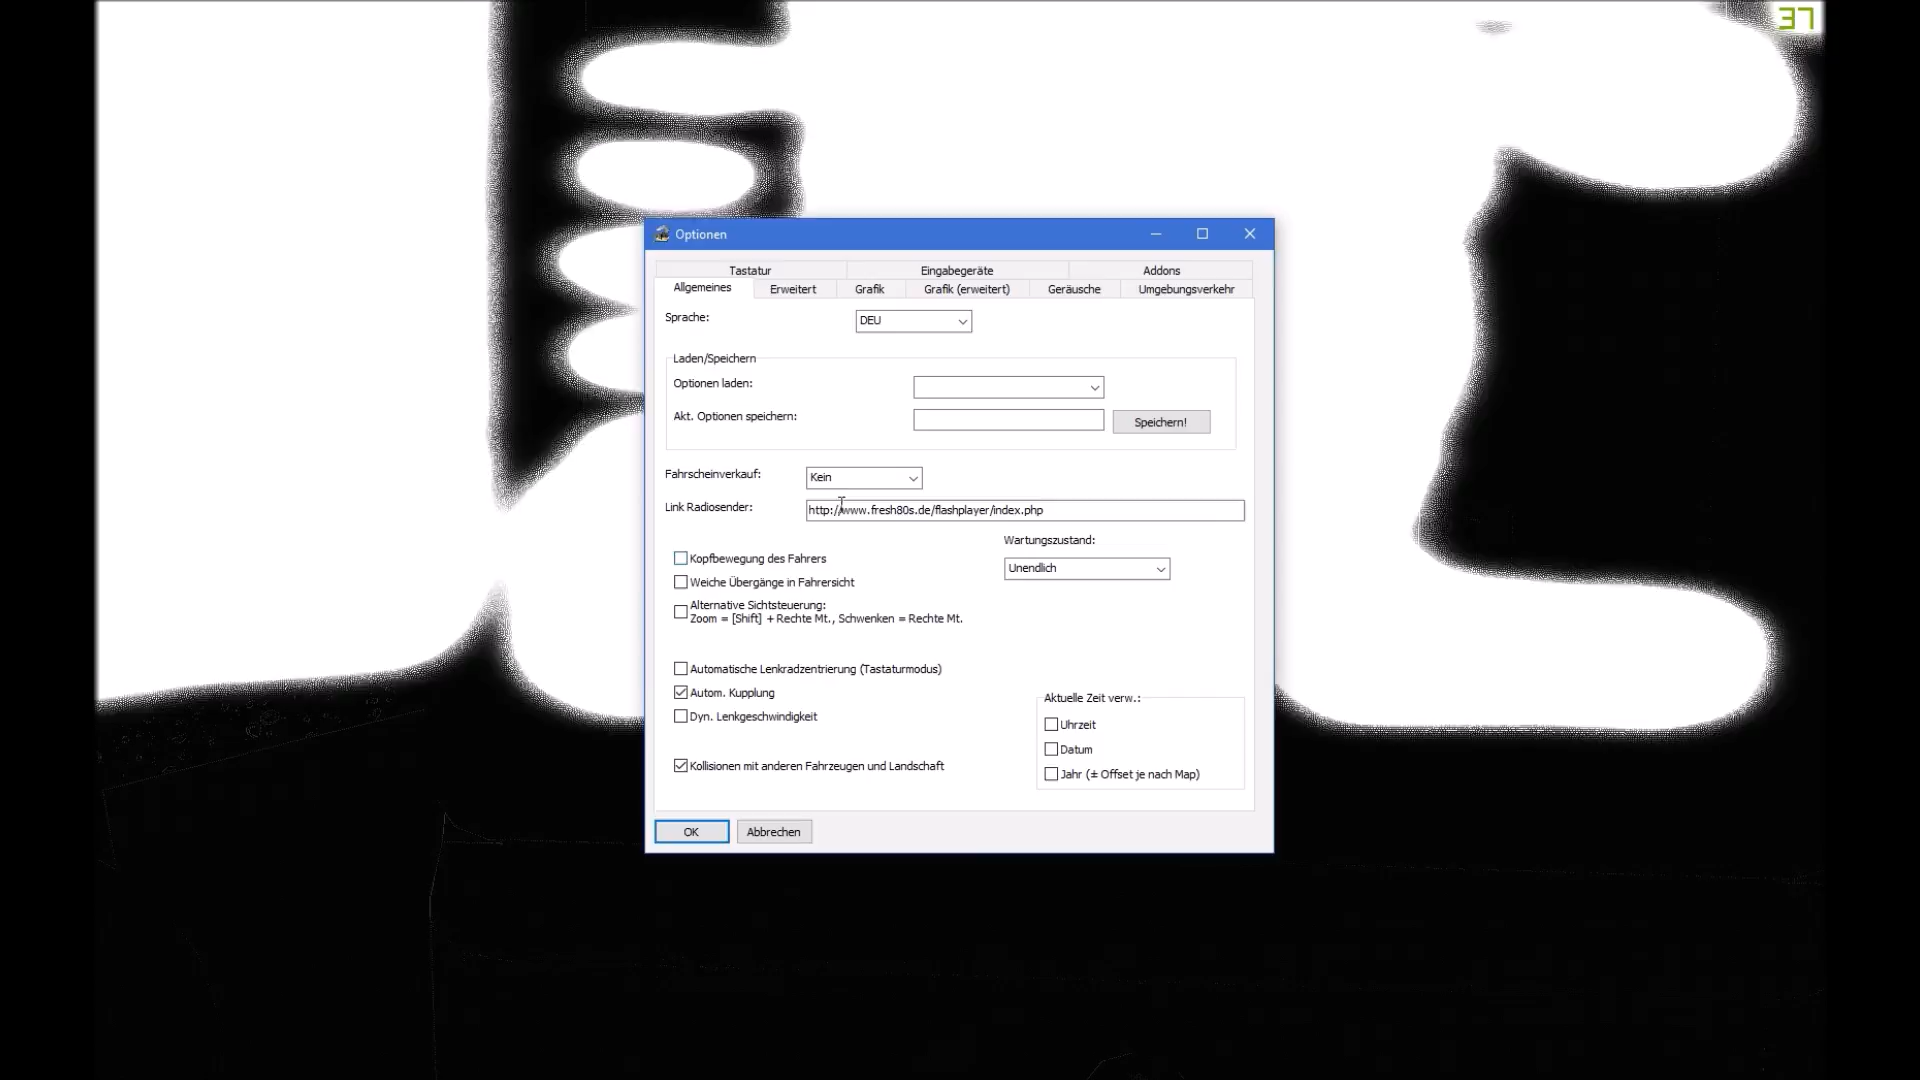 37
Optionen
Tastatur Eingabegeräte Addons
Allgemeines Erweitert Grafik Grafik (erweitert) Geräusche Umgebungsverkehr
Sprache: DEU
Laden/Speichern
Optionen laden:
Akt. Optionen speichern: Speichern!
Fahrscheinverkauf: Kein
Link Radiosender: http://www.fresh80s.de/flashplayer/index.php
Wartungszustand:
Unendlich
Kopfbewegung des Fahrers
Weiche Übergänge in Fahrersicht
Alternative Sichtsteuerung:
Zoom = [Shift] + Rechte Mt., Schwenken = Rechte Mt.
Automatische Lenkradzentrierung (Tastaturmodus)
Autom. Kupplung
Dyn. Lenkgeschwindigkeit
Kollisionen mit anderen Fahrzeugen und Landschaft
Aktuelle Zeit verw.:
Uhrzeit
Datum
Jahr (± Offset je nach Map)
OK Abbrechen